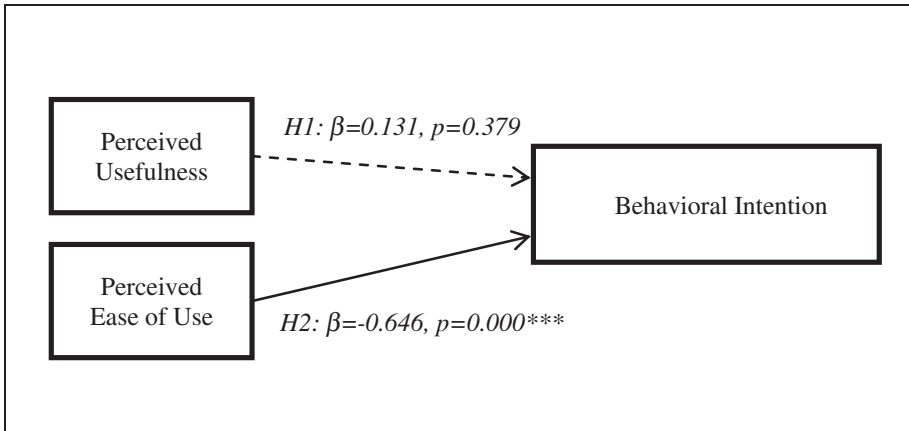 Perceived
Usefulness
H1: β=0.131, p=0.379
Behavioral Intention
Perceived
Ease of Use
H2: β=-0.646, p=0.000***